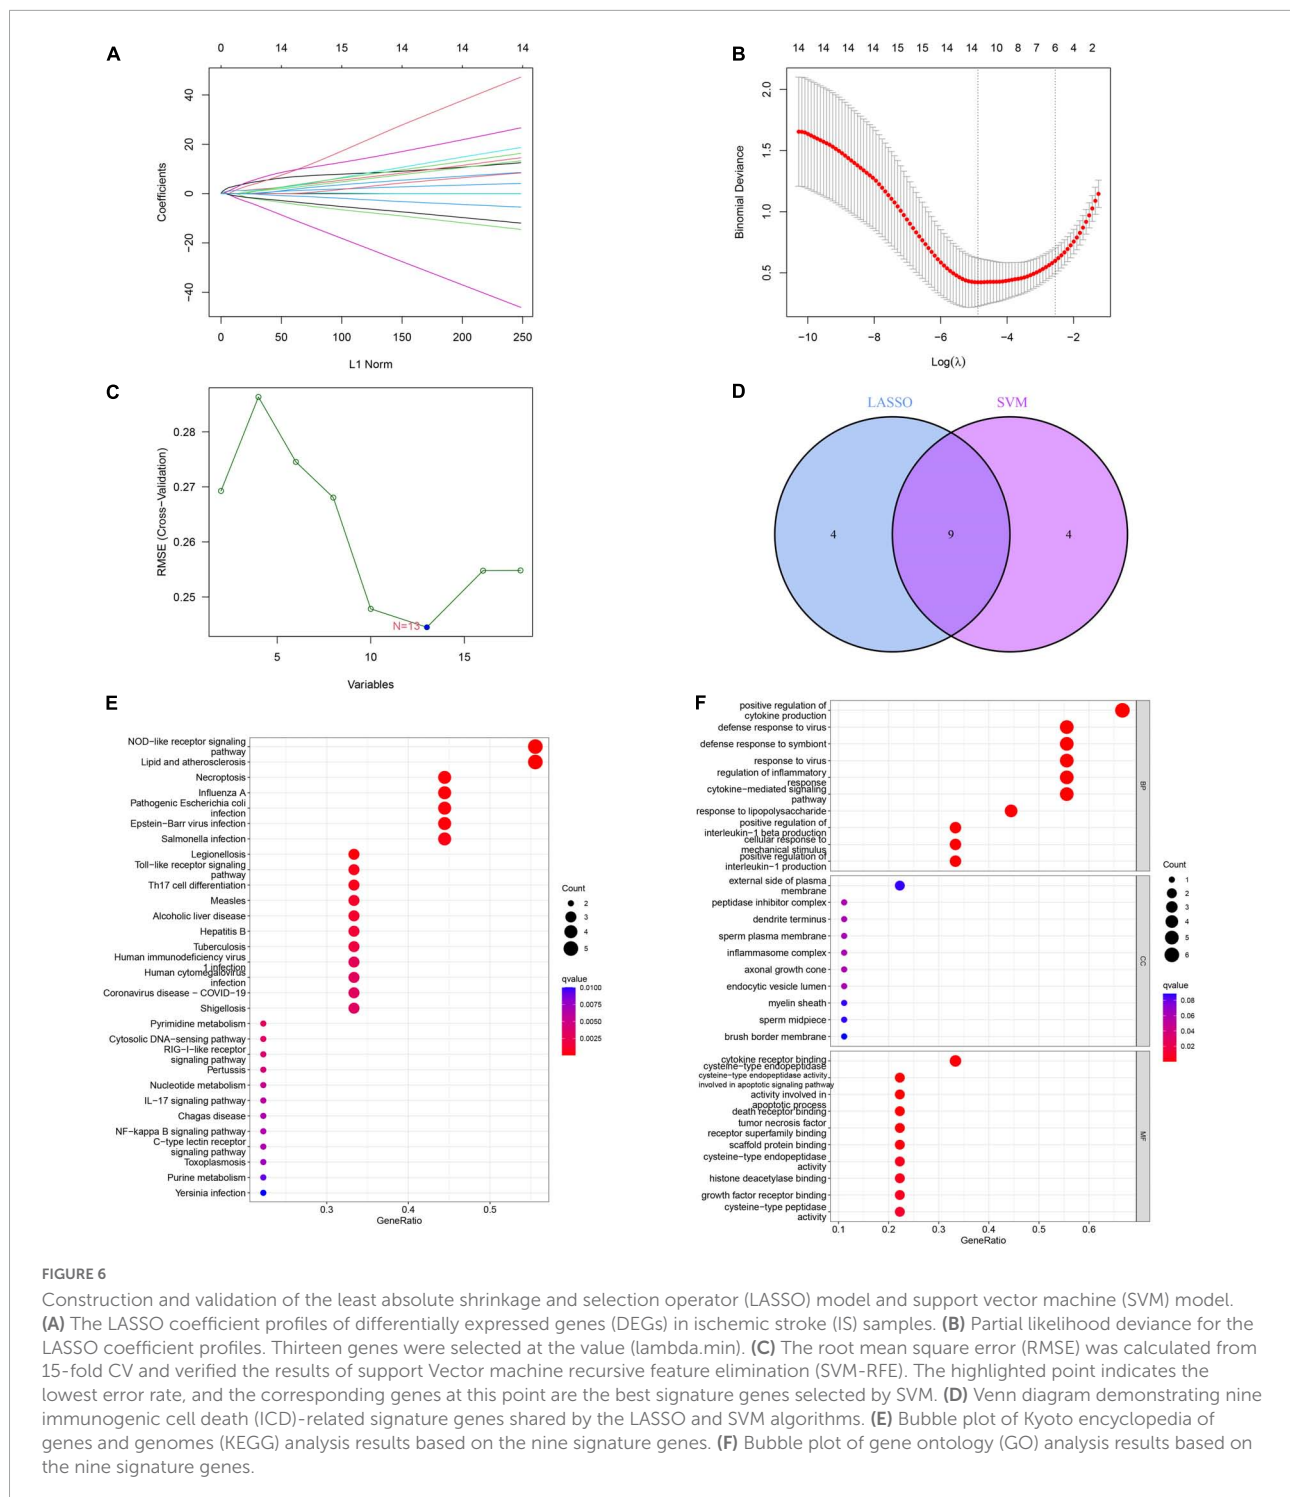 A
0 14 15 14 14 14
Coefficients
40
20
0
−20
−40
0 50 100 150 200 250
L1 Norm
B
14 14 14 14 15 15 14 14 10 8 7 6 4 2
Binomial Deviance
2.0
1.5
1.0
0.5
−10 −8 −6 −4 −2
Log(λ)
C
RMSE (Cross−Validation)
0.28
0.27
0.26
0.25
N=13
5 10 15
Variables
D
LASSO SVM
4 9 4
E
NOD−like receptor signaling
pathway
Lipid and atherosclerosis
Necroptosis
Influenza A
Pathogenic Escherichia coli
infection
Epstein−Barr virus infection
Salmonella infection
Legionellosis
Toll−like receptor signaling
pathway
Th17 cell differentiation
Measles
Alcoholic liver disease
Hepatitis B
Tuberculosis
Human immunodeficiency virus
1 infection
Human cytomegalovirus
infection
Coronavirus disease − COVID−19
Shigellosis
Pyrimidine metabolism
Cytosolic DNA−sensing pathway
RIG−I−like receptor
signaling pathway
Pertussis
Nucleotide metabolism
IL−17 signaling pathway
Chagas disease
NF−kappa B signaling pathway
C−type lectin receptor
signaling pathway
Toxoplasmosis
Purine metabolism
Yersinia infection
0.3 0.4 0.5
GeneRatio
Count
2
3
4
5
qvalue
0.0100
0.0075
0.0050
0.0025
F
positive regulation of
cytokine production
defense response to virus
defense response to symbiont
response to virus
regulation of inflammatory
response
cytokine−mediated signaling
pathway
response to lipopolysaccharide
positive regulation of
interleukin−1 beta production
cellular response to
mechanical stimulus
positive regulation of
interleukin−1 production
BP
external side of plasma
membrane
peptidase inhibitor complex
dendrite terminus
sperm plasma membrane
inflammasome complex
axonal growth cone
endocytic vesicle lumen
myelin sheath
sperm midpiece
brush border membrane
CC
cytokine receptor binding
cysteine−type endopeptidase
cysteine−type endopeptidase activity
involved in apoptotic signaling pathway
activity involved in
apoptotic process
death receptor binding
tumor necrosis factor
receptor superfamily binding
scaffold protein binding
cysteine−type endopeptidase
activity
histone deacetylase binding
growth factor receptor binding
cysteine−type peptidase
activity
MF
0.1 0.2 0.3 0.4 0.5 0.6
GeneRatio
Count
1
2
3
4
5
6
qvalue
0.08
0.06
0.04
0.02
FIGURE 6
Construction and validation of the least absolute shrinkage and selection operator (LASSO) model and support vector machine (SVM) model.
(A) The LASSO coefficient profiles of differentially expressed genes (DEGs) in ischemic stroke (IS) samples. (B) Partial likelihood deviance for the
LASSO coefficient profiles. Thirteen genes were selected at the value (lambda.min). (C) The root mean square error (RMSE) was calculated from
15-fold CV and verified the results of support Vector machine recursive feature elimination (SVM-RFE). The highlighted point indicates the
lowest error rate, and the corresponding genes at this point are the best signature genes selected by SVM. (D) Venn diagram demonstrating nine
immunogenic cell death (ICD)-related signature genes shared by the LASSO and SVM algorithms. (E) Bubble plot of Kyoto encyclopedia of
genes and genomes (KEGG) analysis results based on the nine signature genes. (F) Bubble plot of gene ontology (GO) analysis results based on
the nine signature genes.